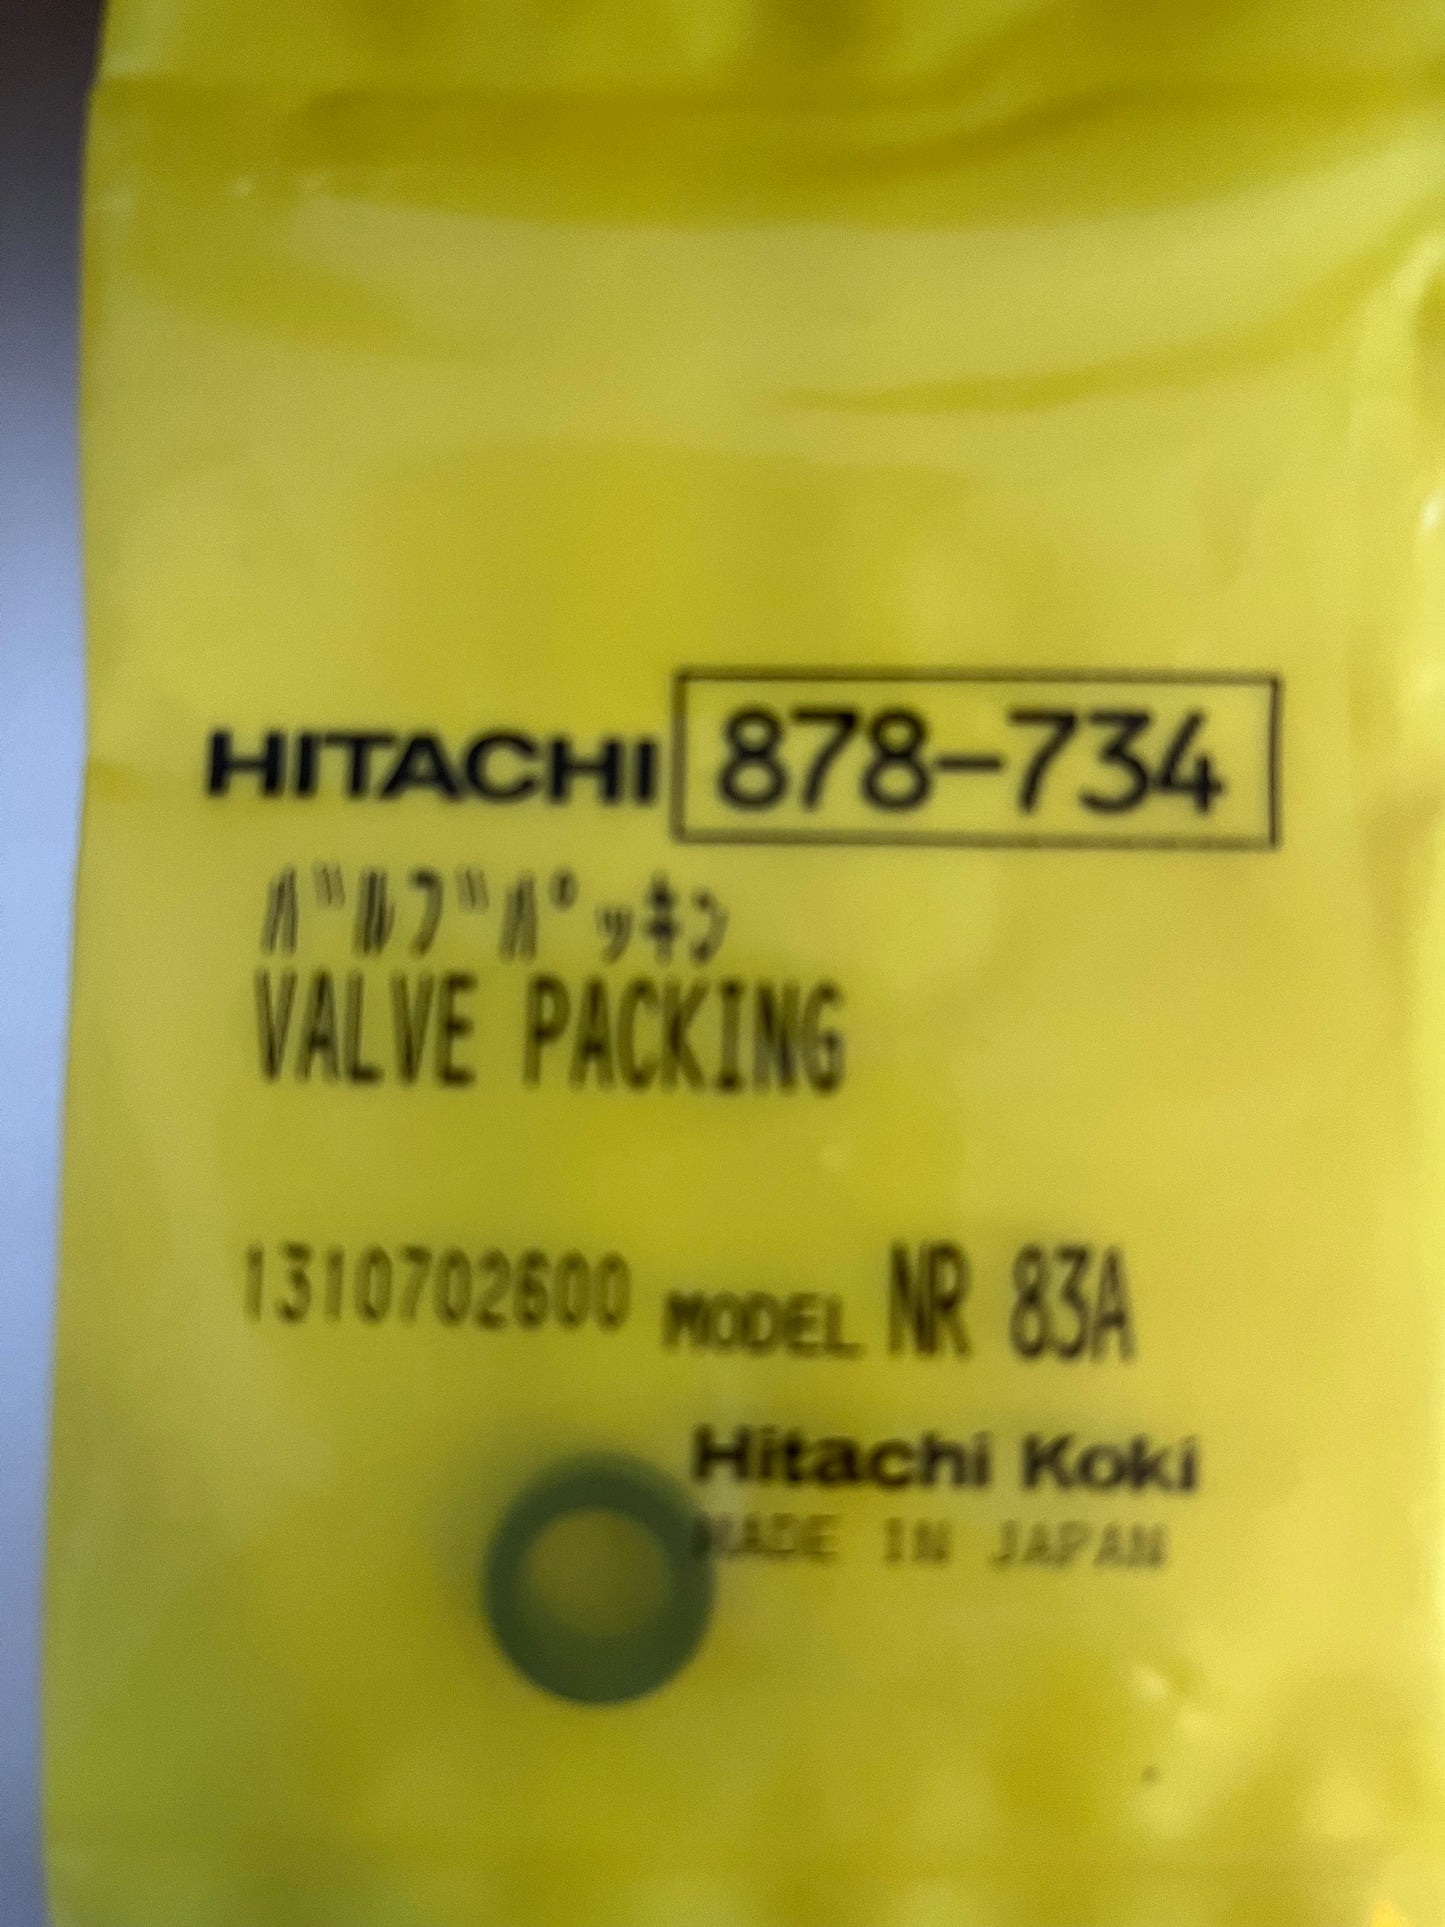 HITACHI 878-734
ﾊﾞﾙﾌﾞﾊﾟｯｷﾝ
VALVE PACKING
1310702600 MODEL NR 83A
Hitachi Koki
MADE IN JAPAN